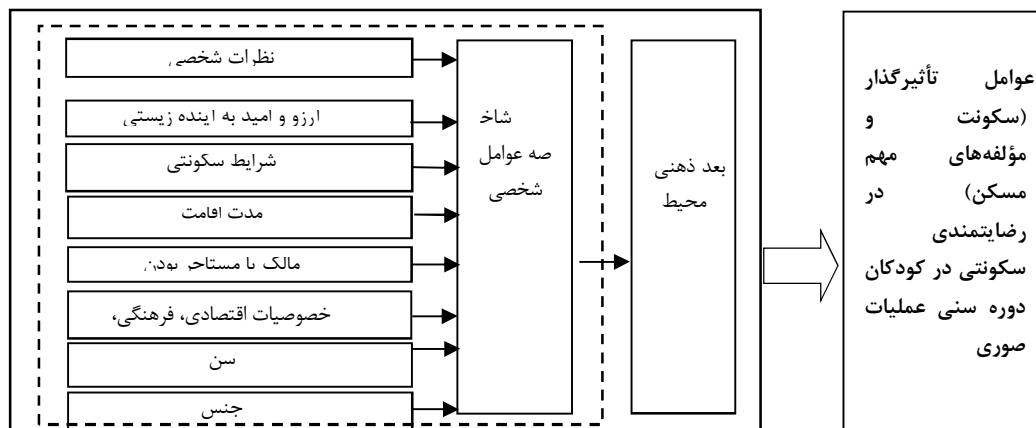 نظرات شخصی
ارزو و امید به اینده زیستی
شرایط سکونتی
مدت اقامت
مالک یا مستاجر بودن
خصوصیات اقتصادی، فرهنگی،
سن
جنس
شاخ
صه عوامل
شخصی
بعد ذهنی
محیط
عوامل تأثیرگذار
(سکونت و
مؤلفه‌های مهم
مسکن) در
رضایتمندی
سکونتی در کودکان
دوره سنی عملیات
صوری